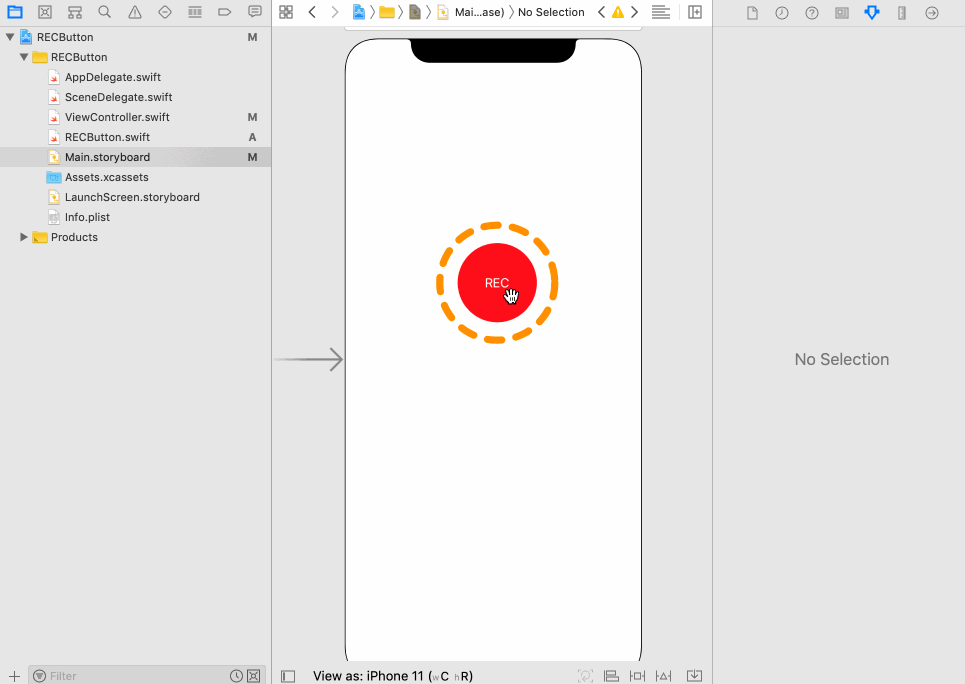 Mai...ase) No Selection
RECButton M
RECButton
AppDelegate.swift
SceneDelegate.swift
ViewController.swift M
RECButton.swift A
Main.storyboard M
Assets.xcassets
LaunchScreen.storyboard
Info.plist
Products
REC
No Selection
Filter
View as: iPhone 11 (wC hR)